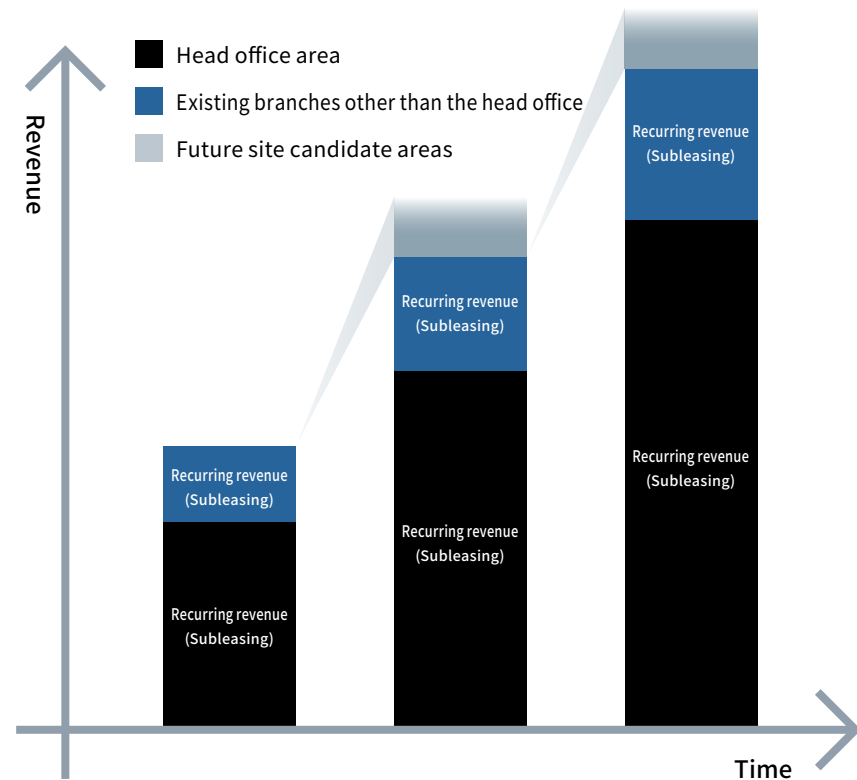 Revenue
Head office area
Existing branches other than the head office
Future site candidate areas
Recurring revenue
(Subleasing)
Recurring revenue
(Subleasing)
Recurring revenue
(Subleasing)
Recurring revenue
(Subleasing)
Recurring revenue
(Subleasing)
Recurring revenue
(Subleasing)
Time